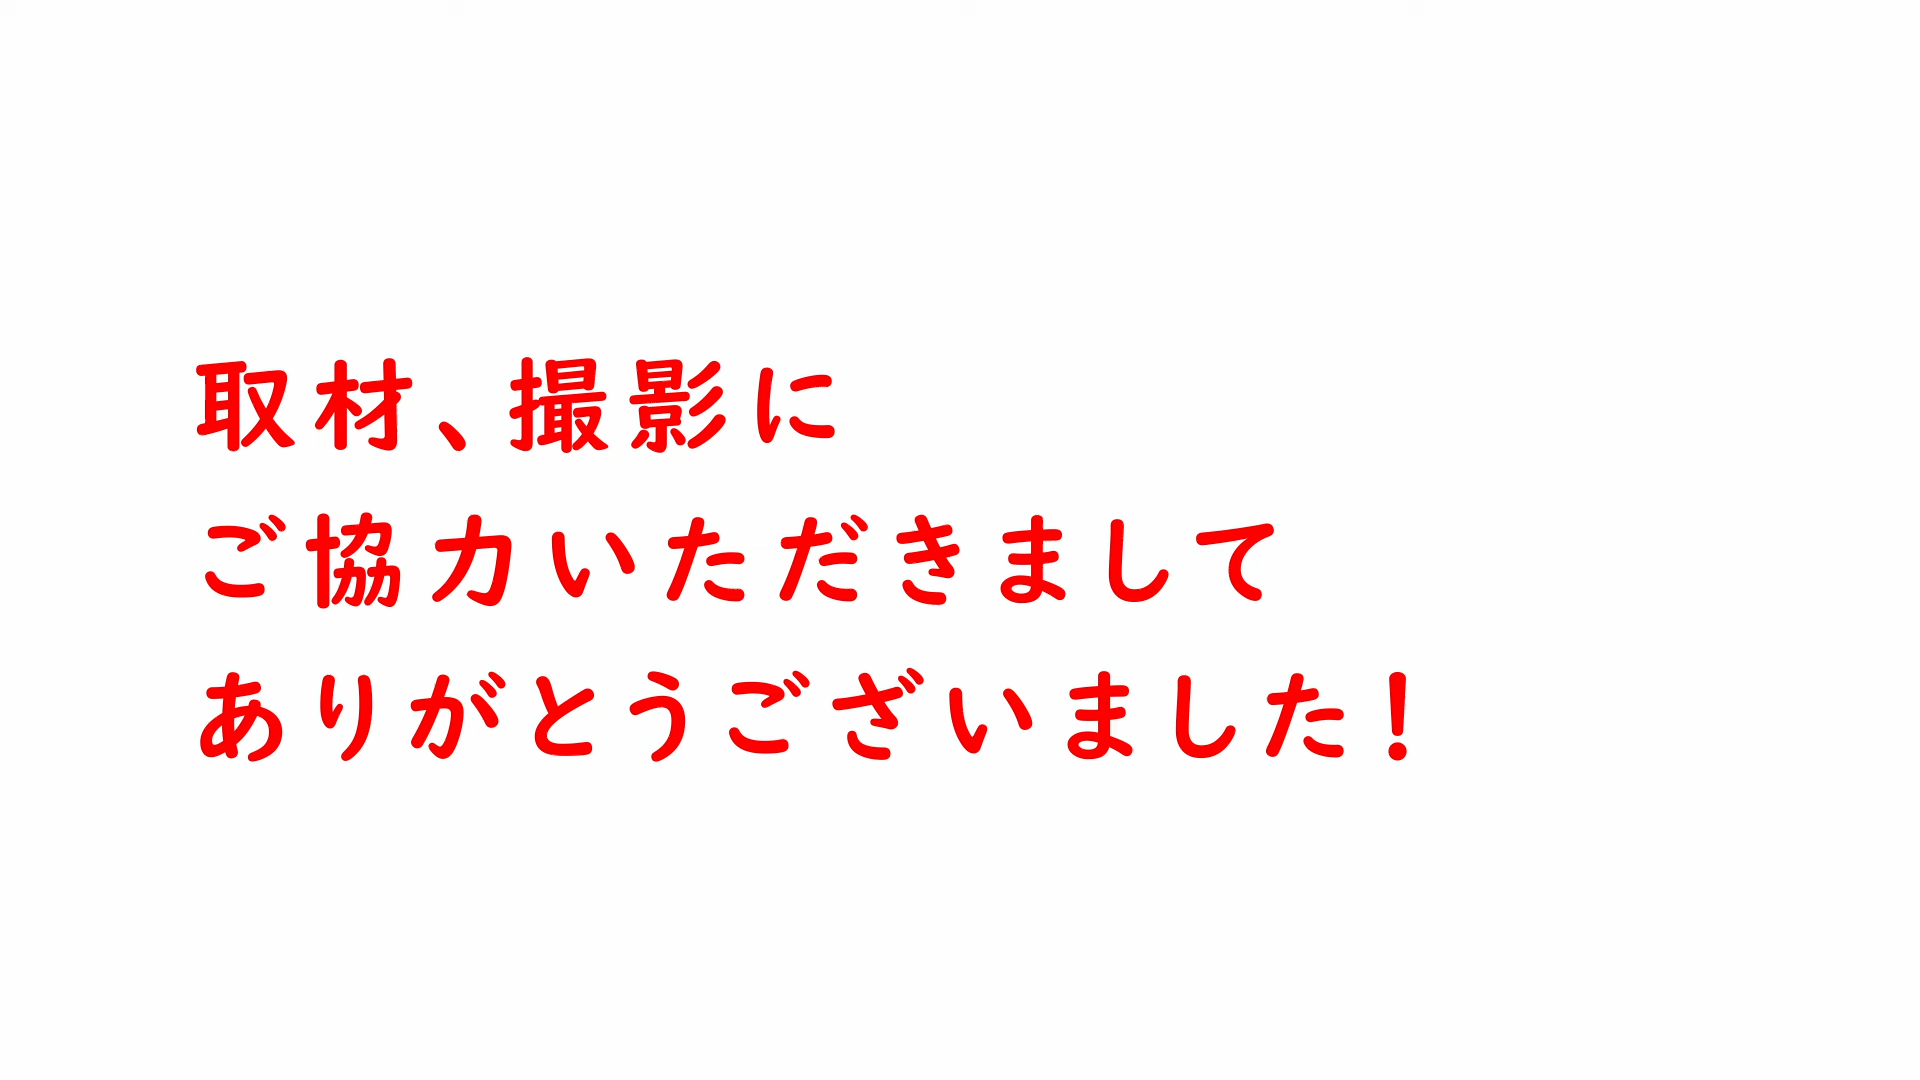 取材、撮影に
ご協力いただきまして
ありがとうございました！